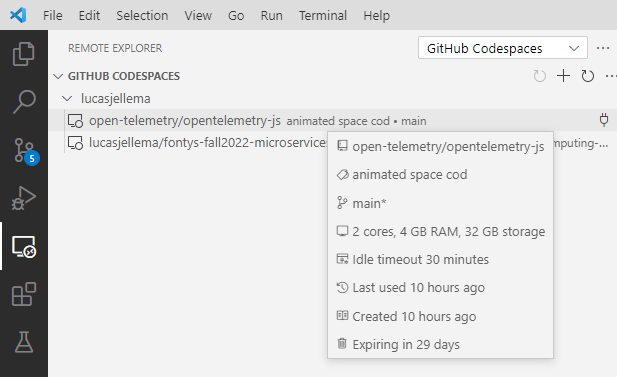 File Edit Selection View Go Run Terminal Help
REMOTE EXPLORER GitHub Codespaces
GITHUB CODESPACES
lucasjellema
open-telemetry/opentelemetry-js animated space cod • main
lucasjellema/fontys-fall2022-microservices mputing-...
open-telemetry/opentelemetry-js
animated space cod
5
main*
2 cores, 4 GB RAM, 32 GB storage
Idle timeout 30 minutes
Last used 10 hours ago
Created 10 hours ago
Expiring in 29 days